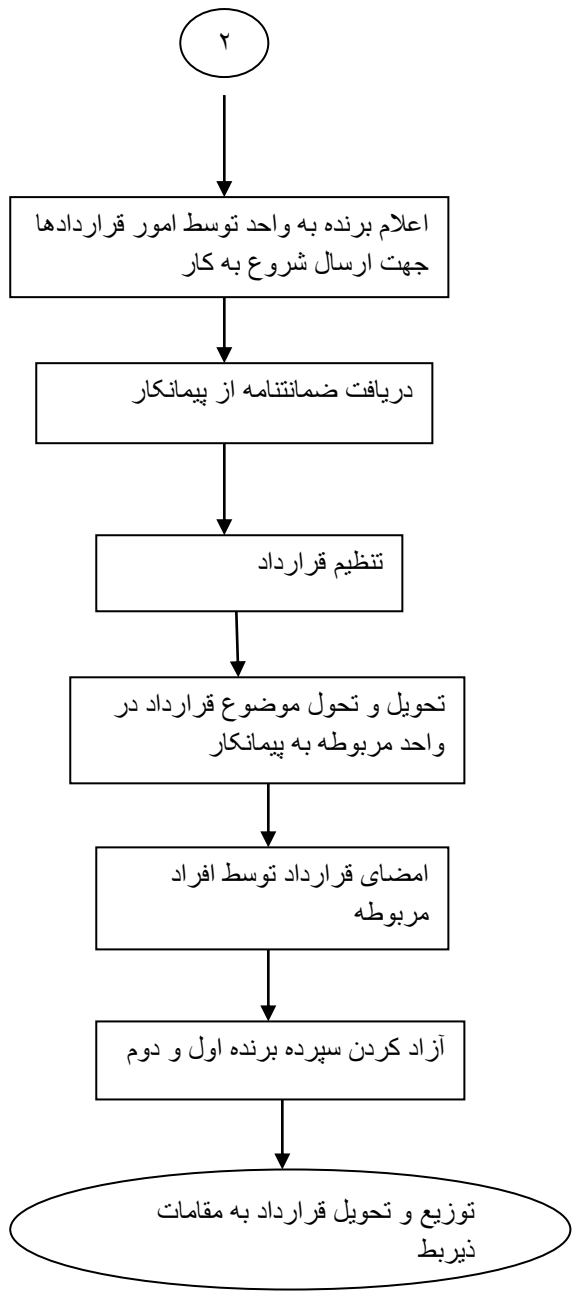 ۲
اعلام برنده به واحد توسط امور قراردادها
جهت ارسال شروع به کار
دریافت ضمانتنامه از پیمانکار
تنظیم قرارداد
تحویل و تحول موضوع قرارداد در
واحد مربوطه به پیمانکار
امضای قرارداد توسط افراد
مربوطه
آزاد کردن سپرده برنده اول و دوم
توزیع و تحویل قرارداد به مقامات
ذیربط